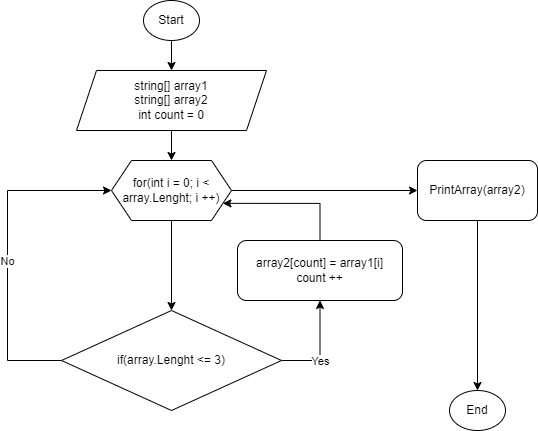 Start
string[] array1
string[] array2
int count = 0
for(int i = 0; i <
array.Lenght; i ++)
PrintArray(array2)
array2[count] = array1[i]
count ++
No
if(array.Lenght <= 3)
Yes
End